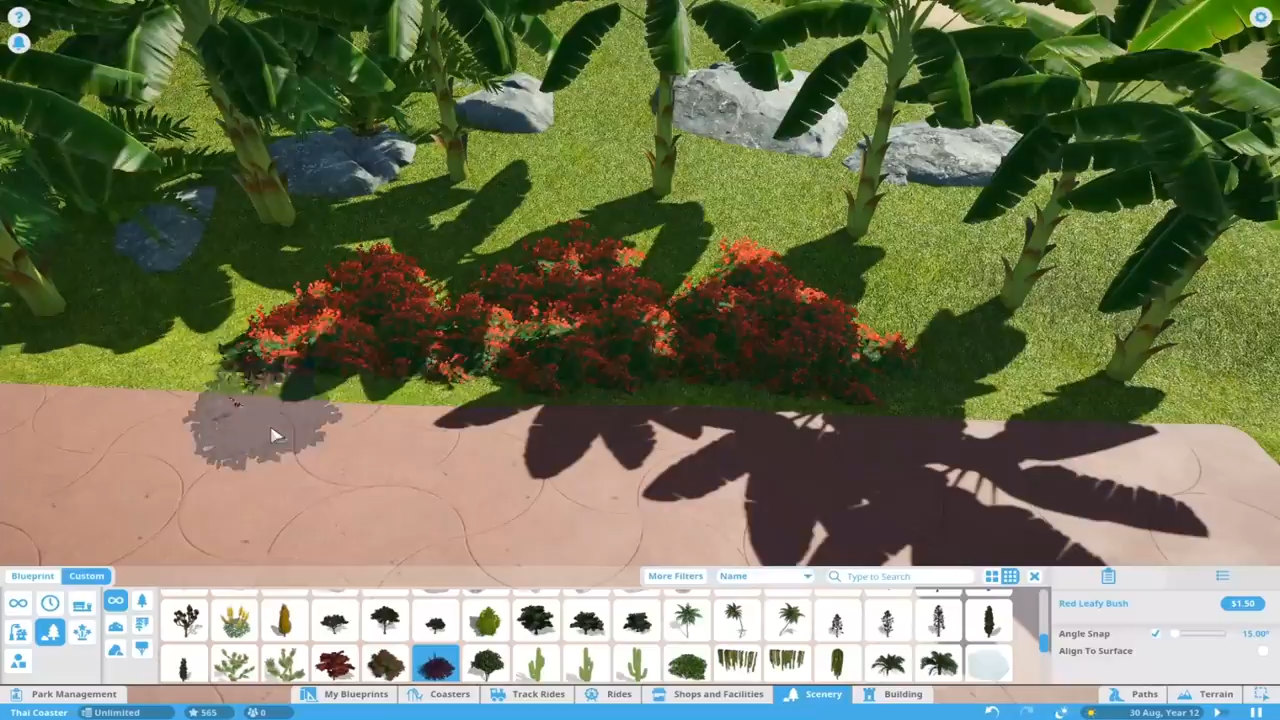 ?
Blueprint Custom More Filters Name Type to Search
Red Leafy Bush $1.50
Angle Snap 15.00°
Align To Surface
Park Management My Blueprints Coasters Track Rides Rides Shops and Facilities Scenery Building Paths Terrain
Thai Coaster Unlimited 565 0 30 Aug, Year 12